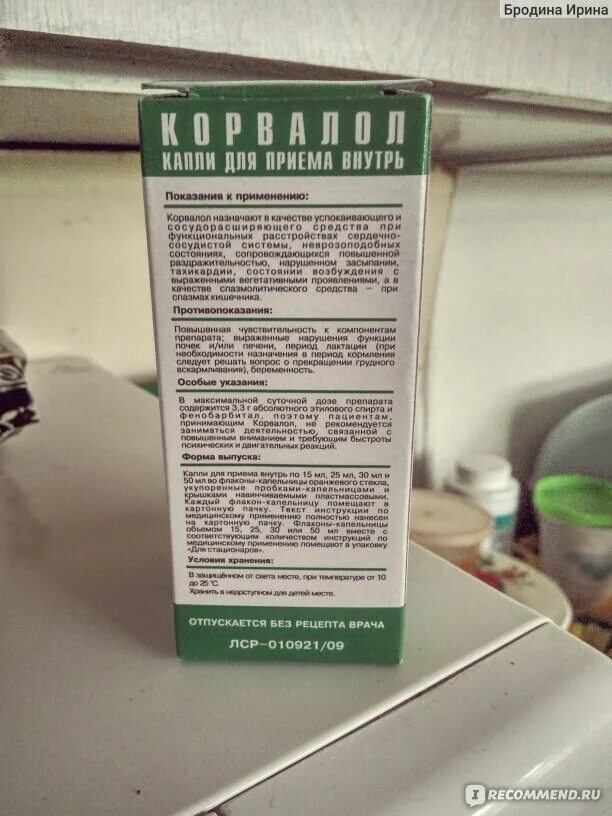 Бродина Ирина
КОРВАЛОЛ
КАПЛИ ДЛЯ ПРИЕМА ВНУТРЬ
Показания к применению:
Корвалол назначают в качестве успокаивающего и
сосудорасширяющего средства при
функциональных расстройствах сердечно-
сосудистой системы, неврозоподобных
состояниях, сопровождающихся повышенной
раздражительностью, нарушенном засыпании,
тахикардии, состоянии возбуждения с
выраженными вегетативными проявлениями, а в
качестве спазмолитического средства – при
спазмах кишечника.
Противопоказания:
Повышенная чувствительность к компонентам
препарата; выраженные нарушения функции
почек и/или печени, период лактации (при
необходимости назначения в период кормления
следует решать вопрос о прекращении грудного
вскармливания), беременность.
Особые указания:
В максимальной суточной дозе препарата
содержится 3,3 г абсолютного этилового спирта и
фенобарбитал, поэтому пациентам,
принимающим Корвалол, не рекомендуется
заниматься деятельностью, связанной с
повышенным вниманием и требующим быстроты
психических и двигательных реакций.
Форма выпуска:
Капли для приема внутрь по 15 мл, 25 мл, 30 мл и
50 мл во флаконы-капельницы оранжевого стекла,
укупоренные пробками-капельницами и
крышками навинчиваемыми пластмассовыми.
Каждый флакон-капельницу помещают в
картонную пачку. Текст инструкции по
медицинскому применению полностью нанесен
на картонную пачку. Флаконы-капельницы
объемом 15, 25, 30 или 50 мл вместе с
соответствующим количеством инструкций по
медицинскому применению помещают в упаковку
«Для стационаров».
Условия хранения:
В защищённом от света месте, при температуре от 10
до 25 °С.
Хранить в недоступном для детей месте.
ОТПУСКАЕТСЯ БЕЗ РЕЦЕПТА ВРАЧА
ЛСР-010921/09
IRECOMMEND.RU